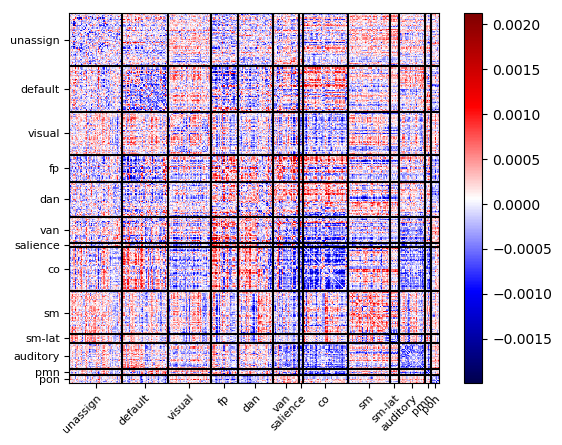 unassign
default
visual
fp
dan
van
salience
co
sm
sm-lat
auditory
pmn
pon
unassign
default
visual
fp
dan
van
salience
co
sm
sm-lat
auditory
pmn
pon
0.0020
0.0015
0.0010
0.0005
0.0000
−0.0005
−0.0010
−0.0015